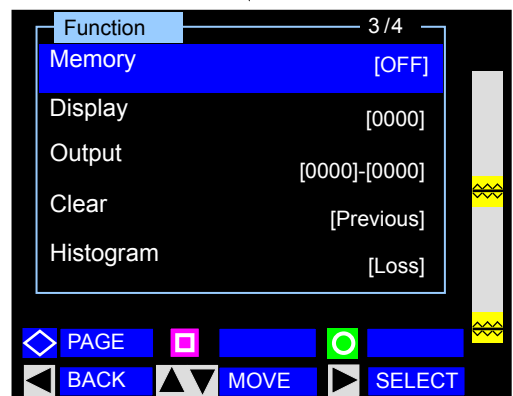 Function 3/4
Memory [OFF]
Display [0000]
Output [0000]-[0000]
Clear [Previous]
Histogram [Loss]
PAGE
BACK MOVE SELECT